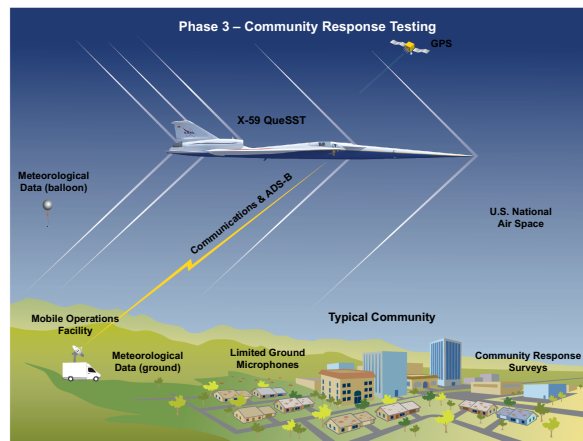 Phase 3 – Community Response Testing
GPS
X-59 QueSST
Meteorological
Data (balloon)
Communications & ADS-B
U.S. National
Air Space
Mobile Operations
Facility
Typical Community
Meteorological
Data (ground)
Limited Ground
Microphones
Community Response
Surveys